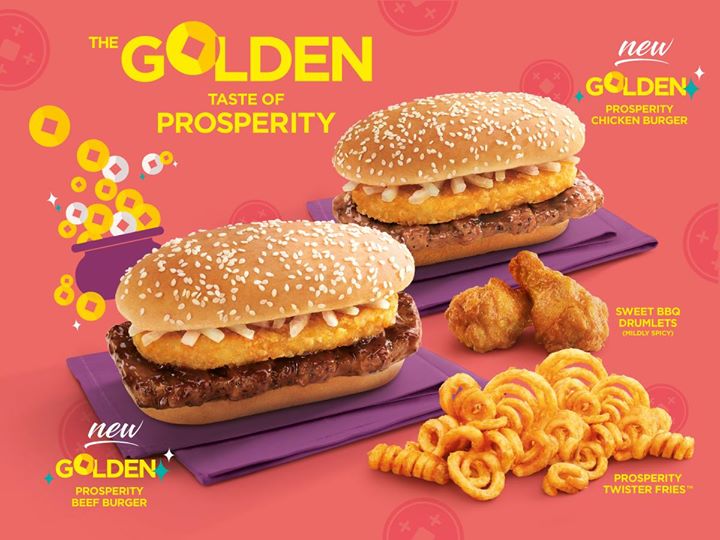 THE
GOLDEN
TASTE OF
PROSPERITY
new
GOLDEN
PROSPERITY
CHICKEN BURGER
SWEET BBQ
DRUMLETS
(MILDLY SPICY)
new
GOLDEN
PROSPERITY
BEEF BURGER
PROSPERITY
TWISTER FRIES™